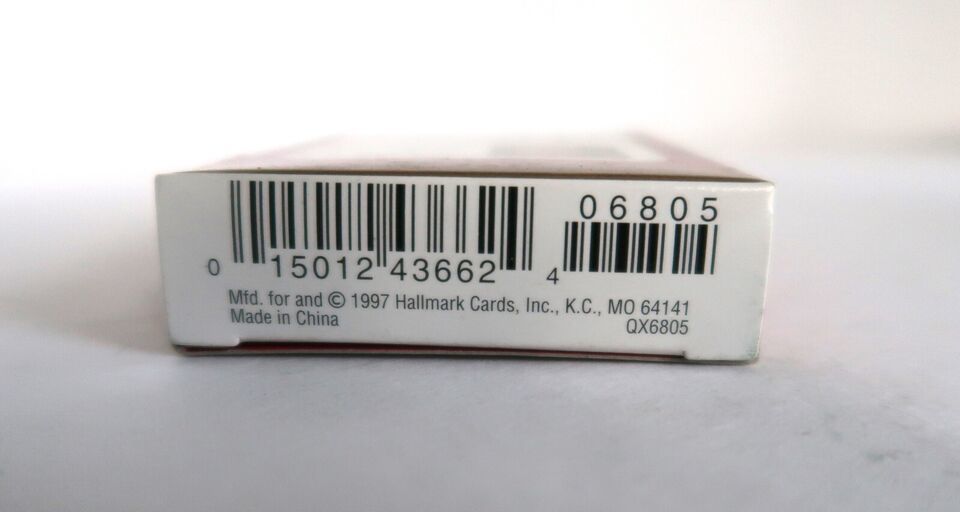 06805
0 15012 43662 4
Mfd. for and © 1997 Hallmark Cards, Inc., K.C., MO 64141
Made in China QX6805